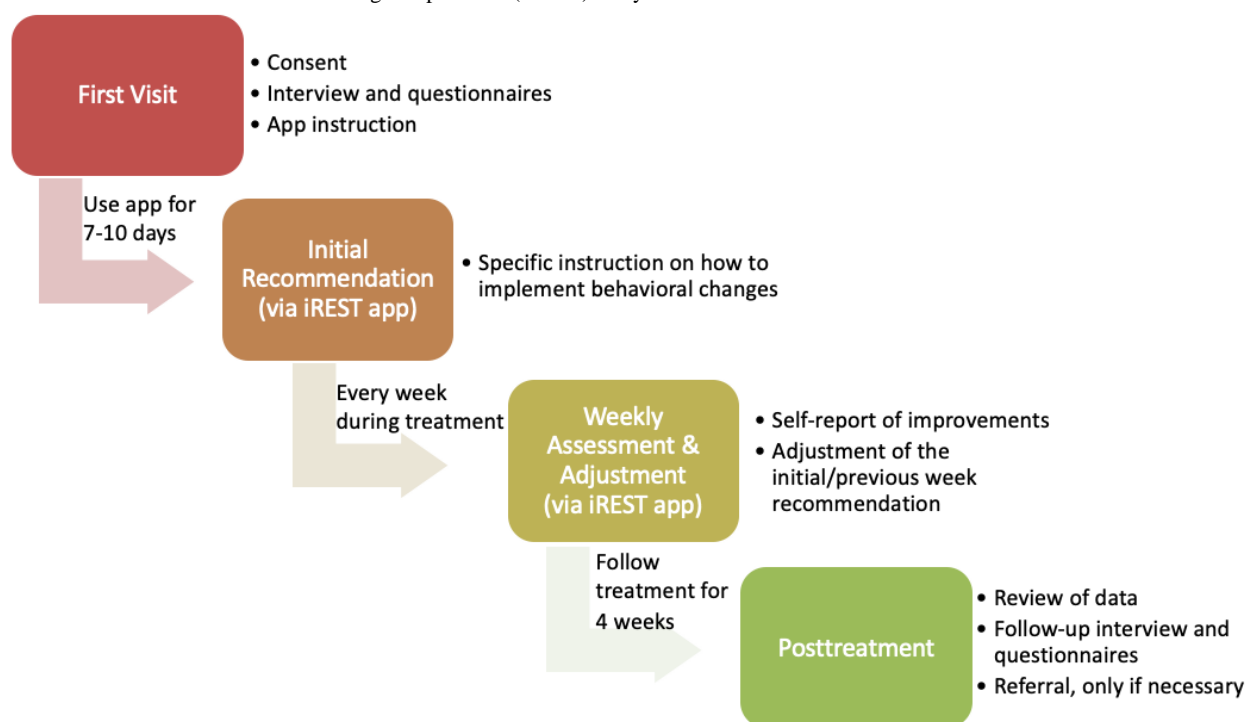 First Visit
• Consent
• Interview and questionnaires
• App instruction
Use app for
7-10 days
Initial
Recommendation
(via iREST app)
• Specific instruction on how to
implement behavioral changes
Every week
during treatment
Weekly
Assessment &
Adjustment
(via iREST app)
• Self-report of improvements
• Adjustment of the
initial/previous week
recommendation
Follow
treatment for
4 weeks
Posttreatment
• Review of data
• Follow-up interview and
questionnaires
• Referral, only if necessary